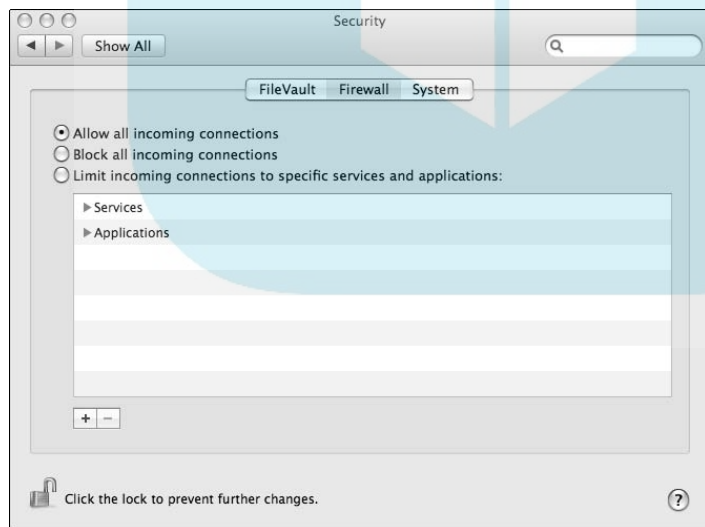 Security
Show All
FileVault Firewall System
Allow all incoming connections
Block all incoming connections
Limit incoming connections to specific services and applications:
Services
Applications
+ −
Click the lock to prevent further changes.
?